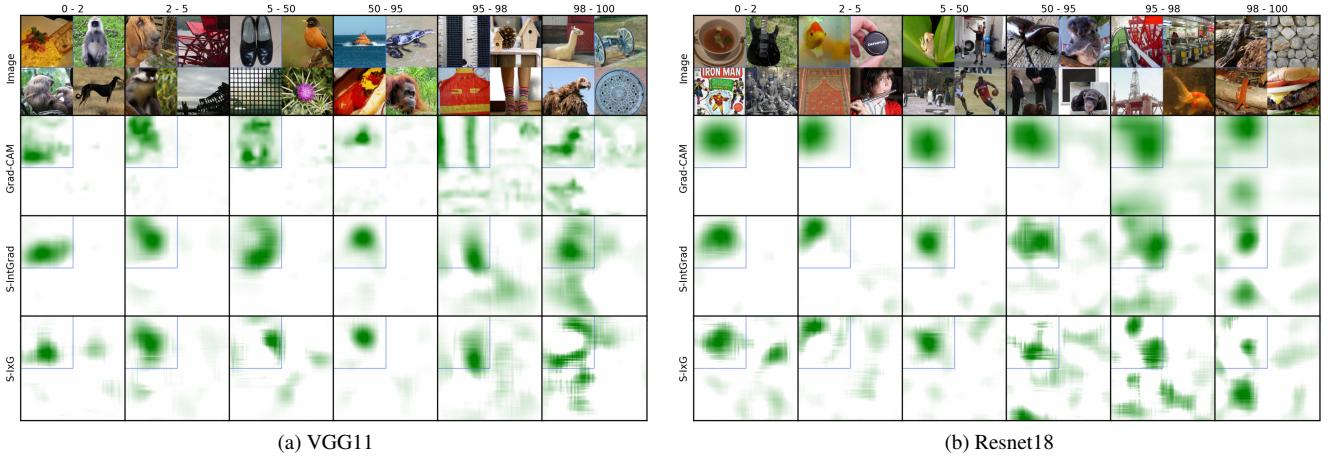 0 - 2 2 - 5 5 - 50 50 - 95 95 - 98 98 - 100
Image
Grad-CAM
S-IntGrad
S-IxG
(a) VGG11
0 - 2 2 - 5 5 - 50 50 - 95 95 - 98 98 - 100
Image
IRON MAN
OLYMPUS
Grad-CAM
S-IntGrad
S-IxG
(b) Resnet18